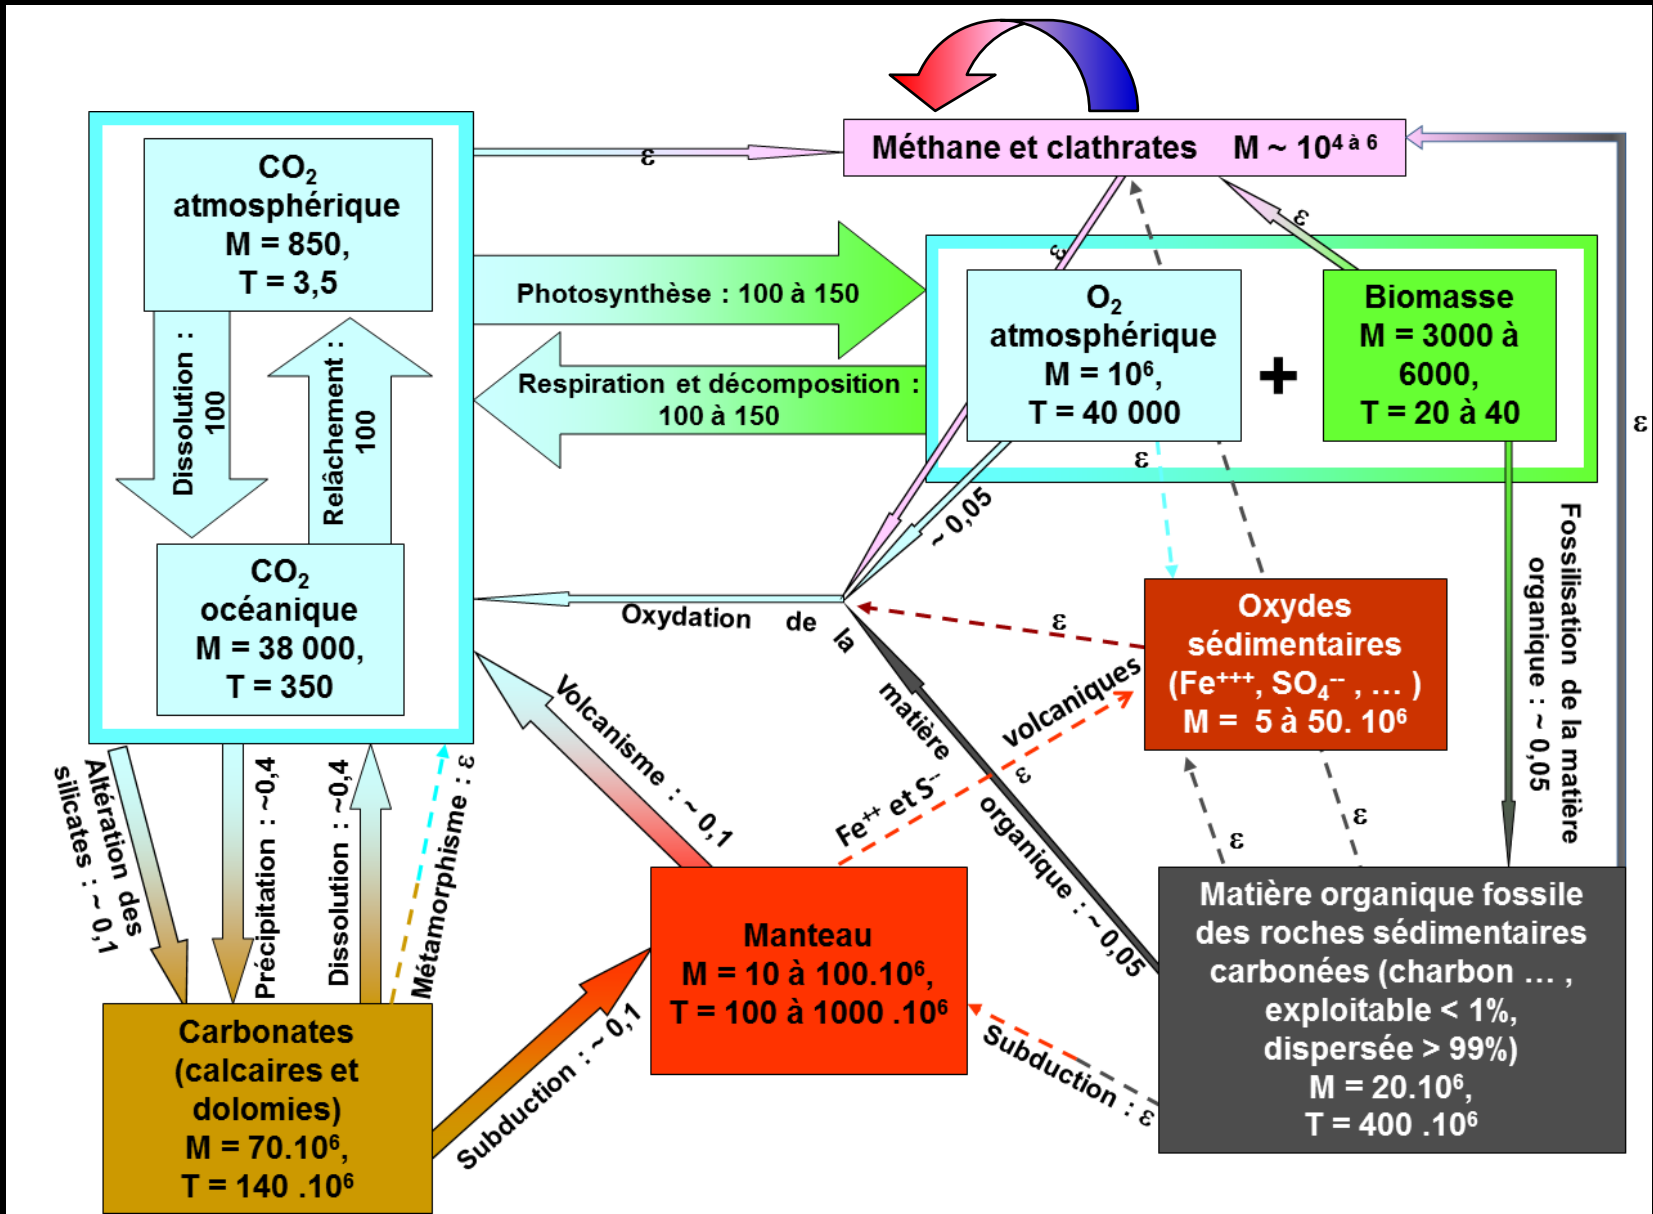 CO₂
atmosphérique
M = 850,
T = 3,5
Dissolution :
100
Relâchement :
100
CO₂
océanique
M = 38 000,
T = 350
ε
Méthane et clathrates M ~ 10⁴ ᵃ̀ ⁶
Photosynthèse : 100 à 150
Respiration et décomposition :
100 à 150
ε
ε
O₂
atmosphérique
M = 10⁶,
T = 40 000
+
Biomasse
M = 3000 à
6000,
T = 20 à 40
ε
ε
~ 0,05
Fossilisation de la matière
organique : ~ 0,05
Oxydation de la matière organique : ~ 0,05
ε
Oxydes
sédimentaires
(Fe⁺⁺⁺, SO₄⁻⁻ , … )
M = 5 à 50. 10⁶
Volcanisme : ~ 0,1
Fe⁺⁺ et S⁻⁻ volcaniques
ε
ε
ε
Altération des
silicates : ~ 0,1
Précipitation : ~0,4
Dissolution : ~0,4
Métamorphisme : ε
Carbonates
(calcaires et
dolomies)
M = 70.10⁶,
T = 140 .10⁶
Subduction : ~ 0,1
Manteau
M = 10 à 100.10⁶,
T = 100 à 1000 .10⁶
Subduction : ε
Matière organique fossile
des roches sédimentaires
carbonées (charbon … ,
exploitable < 1%,
dispersée > 99%)
M = 20.10⁶,
T = 400 .10⁶